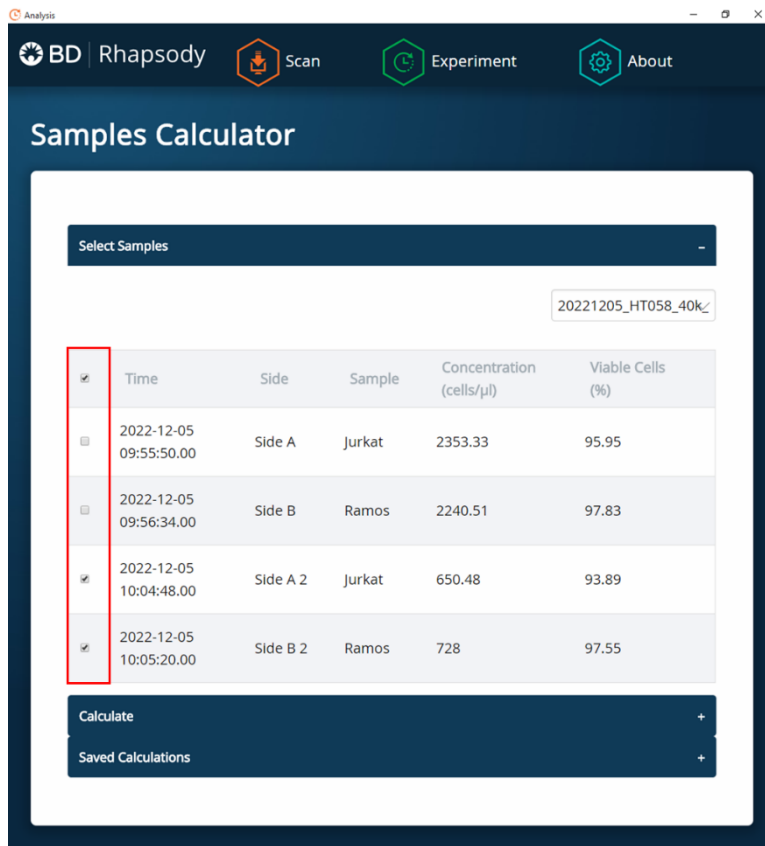 Analysis
BD | Rhapsody Scan Experiment About
Samples Calculator
Select Samples –
20221205_HT058_40k_
Time Side Sample Concentration (cells/µl) Viable Cells (%)
2022-12-05 09:55:50.00 Side A Jurkat 2353.33 95.95
2022-12-05 09:56:34.00 Side B Ramos 2240.51 97.83
2022-12-05 10:04:48.00 Side A 2 Jurkat 650.48 93.89
2022-12-05 10:05:20.00 Side B 2 Ramos 728 97.55
Calculate +
Saved Calculations +